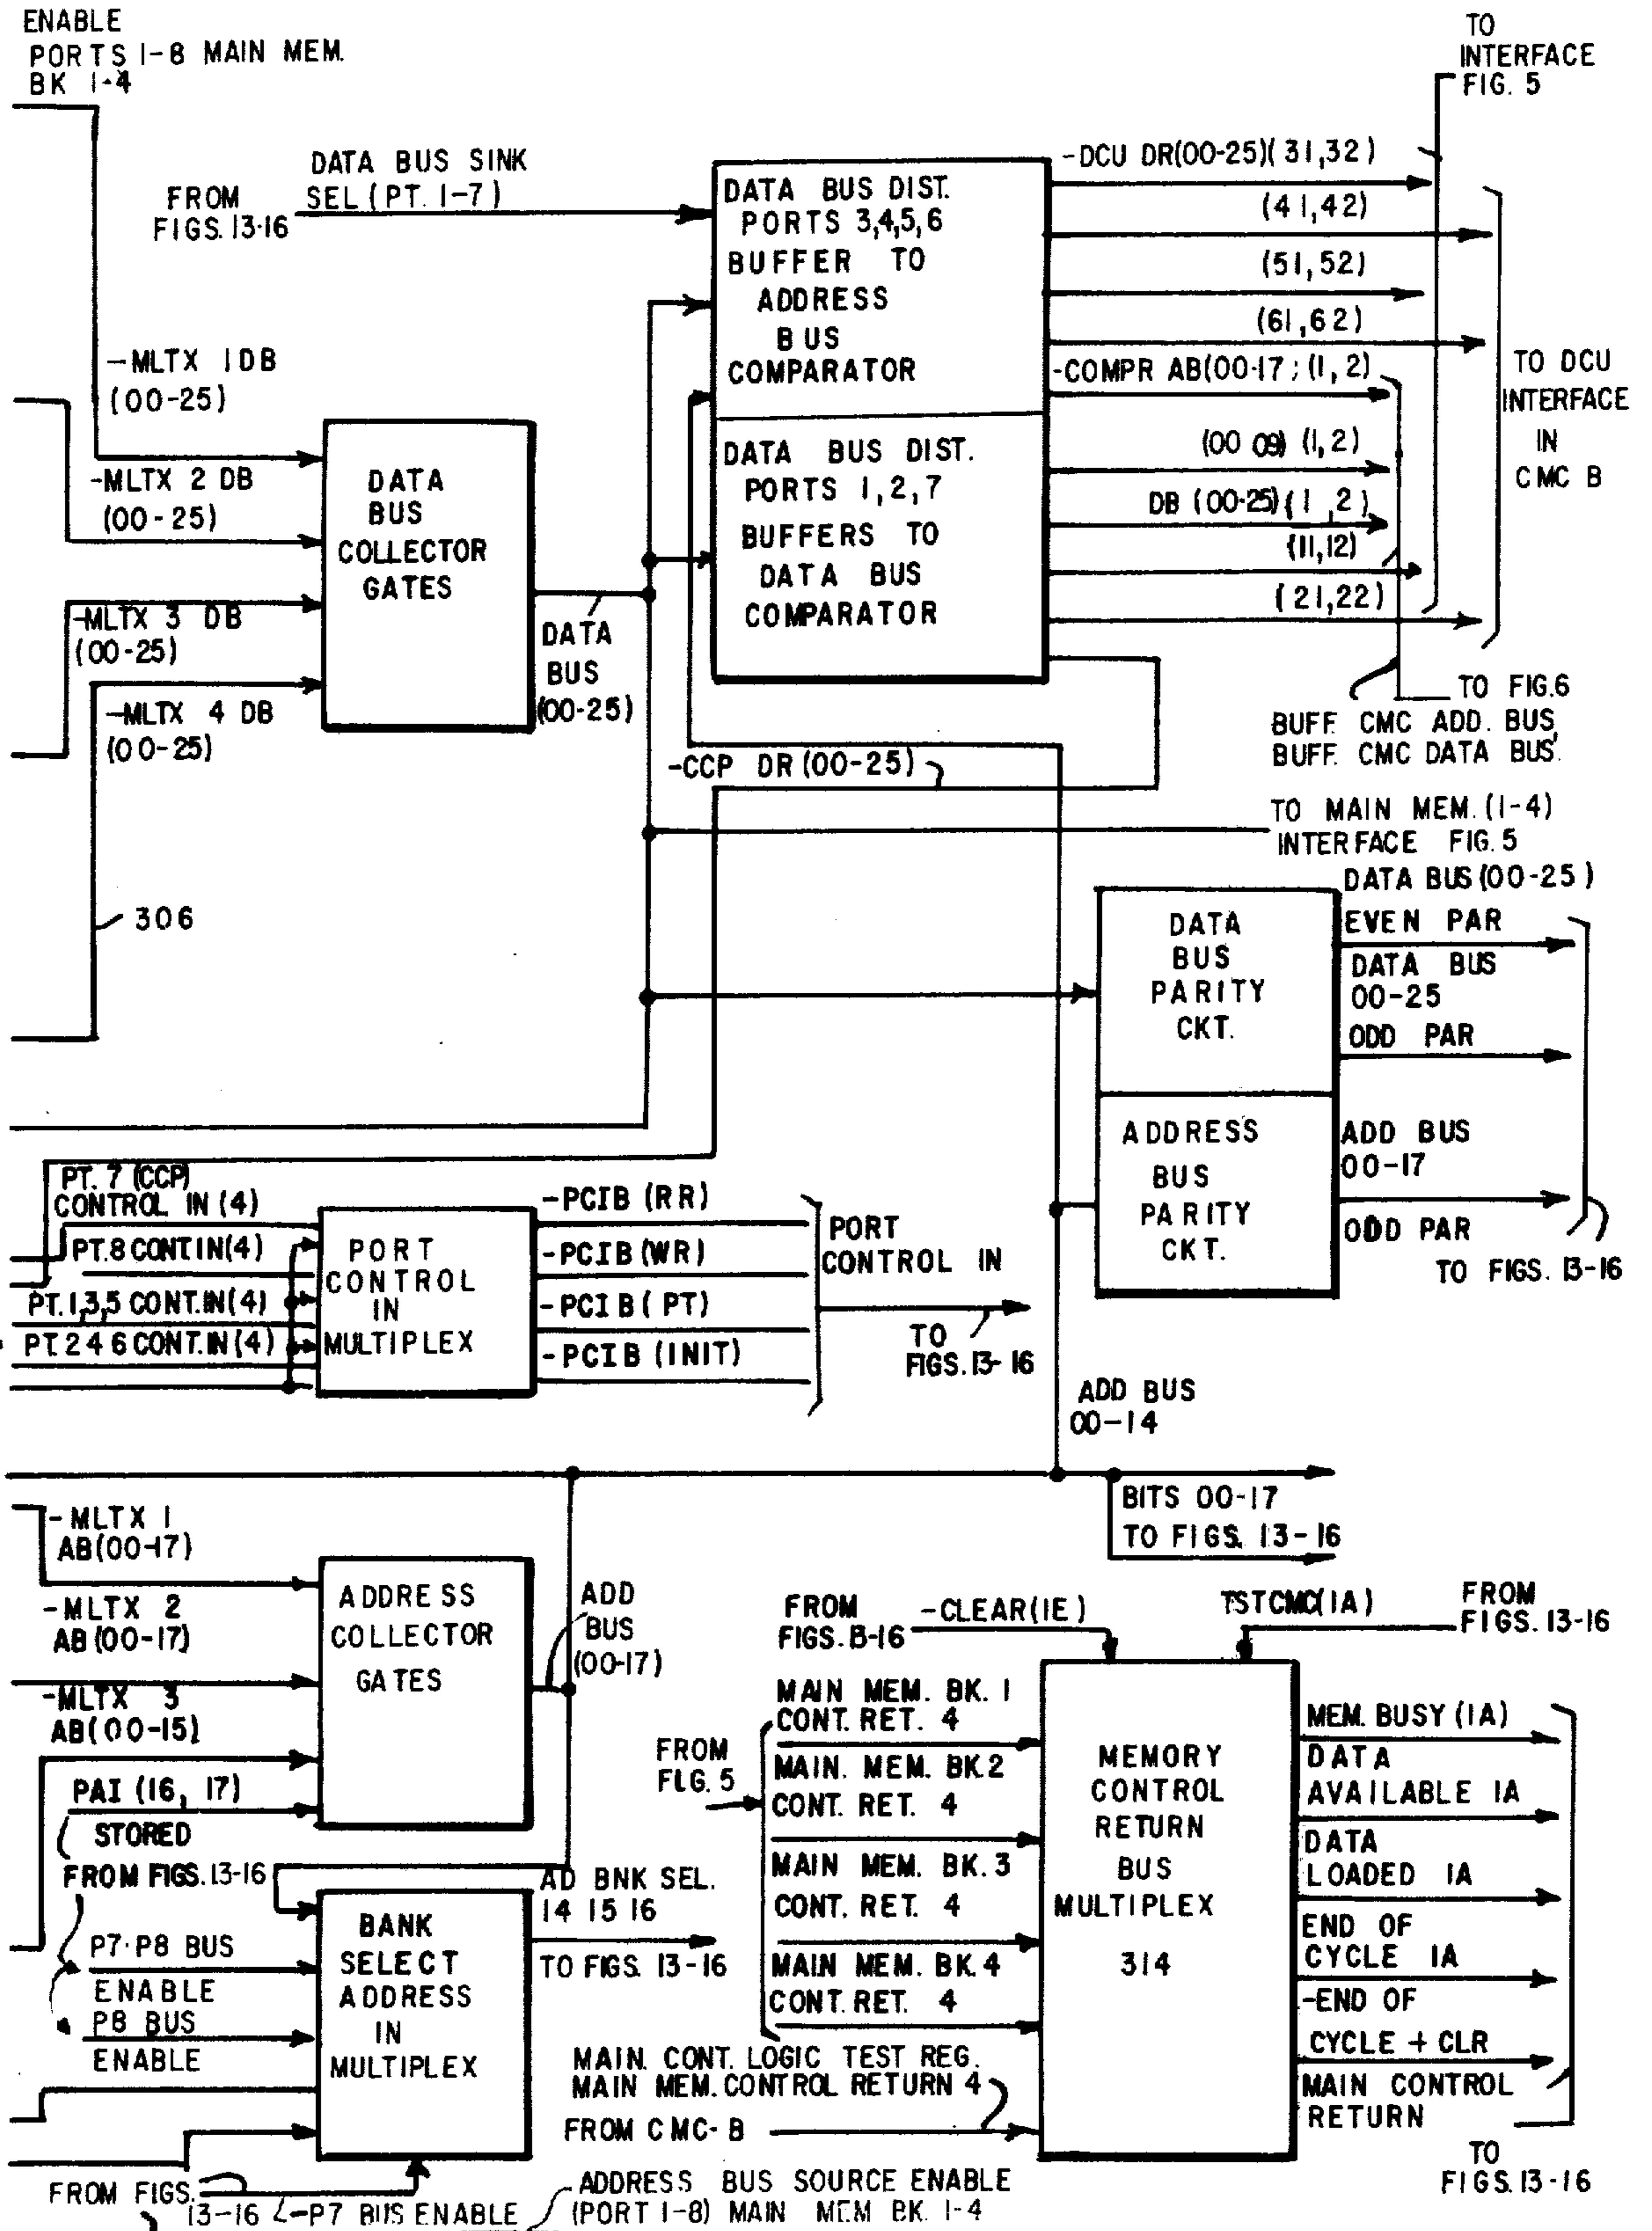 ENABLE
PORTS 1-8 MAIN MEM.
BK 1-4
TO
INTERFACE
FIG. 5
DATA BUS SINK
SEL (PT. 1-7)
FROM
FIGS. 13-16
DATA BUS DIST.
PORTS 3,4,5,6
BUFFER TO
ADDRESS
BUS
COMPARATOR
-DCU DR(00-25)(31,32)
(41,42)
(51,52)
(61,62)
-COMPR AB(00-17;(1,2)
TO DCU
INTERFACE
IN
CMC B
DATA BUS DIST.
PORTS 1,2,7
BUFFERS TO
DATA BUS
COMPARATOR
(00 09) (1,2)
DB (00-25)(1,2)
(11,12)
(21,22)
-MLTX 1DB
(00-25)
-MLTX 2 DB
(00-25)
-MLTX 3 DB
(00-25)
-MLTX 4 DB
(00-25)
DATA
BUS
COLLECTOR
GATES
DATA
BUS
(00-25)
TO FIG.6
BUFF. CMC ADD. BUS,
BUFF. CMC DATA BUS.
-CCP DR(00-25)
TO MAIN MEM.(1-4)
INTERFACE FIG.5
DATA BUS(00-25)
306
DATA
BUS
PARITY
CKT.
EVEN PAR
DATA BUS
00-25
ODD PAR
ADDRESS
BUS
PARITY
CKT.
ADD BUS
00-17
ODD PAR
TO FIGS. 13-16
PT. 7 (CCP)
CONTROL IN (4)
PT.8 CONT.IN(4)
PT.1,3,5 CONT.IN(4)
PT.2 4 6 CONT.IN(4)
PORT
CONTROL
IN
MULTIPLEX
-PCIB (RR)
-PCIB(WR)
-PCIB( PT)
-PCIB (INIT)
PORT
CONTROL IN
TO
FIGS.13-16
ADD BUS
00-14
BITS 00-17
TO FIGS. 13-16
-MLTX 1
AB(00-17)
-MLTX 2
AB(00-17)
-MLTX 3
AB(00-15)
PAI (16, 17)
STORED
FROM FIGS.13-16
ADDRESS
COLLECTOR
GATES
ADD
BUS
(00-17)
FROM
FIGS. 13-16
-CLEAR(1E)
TSTCMC(1A)
FROM
FIGS. 13-16
MAIN MEM. BK. 1
CONT. RET. 4
FROM
FIG. 5
MAIN. MEM. BK.2
CONT. RET. 4
MAIN MEM. BK. 3
CONT. RET. 4
MAIN MEM. BK.4
CONT. RET. 4
MEMORY
CONTROL
RETURN
BUS
MULTIPLEX
314
MEM. BUSY (1A)
DATA
AVAILABLE 1A
DATA
LOADED 1A
END OF
CYCLE 1A
-END OF
CYCLE + CLR
MAIN CONTROL
RETURN
TO
FIGS.13-16
P7·P8 BUS
ENABLE
P8 BUS
ENABLE
BANK
SELECT
ADDRESS
IN
MULTIPLEX
AD BNK SEL.
14 15 16
TO FIGS. 13-16
MAIN. CONT. LOGIC TEST REG.
MAIN MEM. CONTROL RETURN 4
FROM CMC-B
FROM FIGS.
13-16
-P7 BUS ENABLE
ADDRESS BUS SOURCE ENABLE
(PORT 1-8) MAIN MEM BK. 1-4